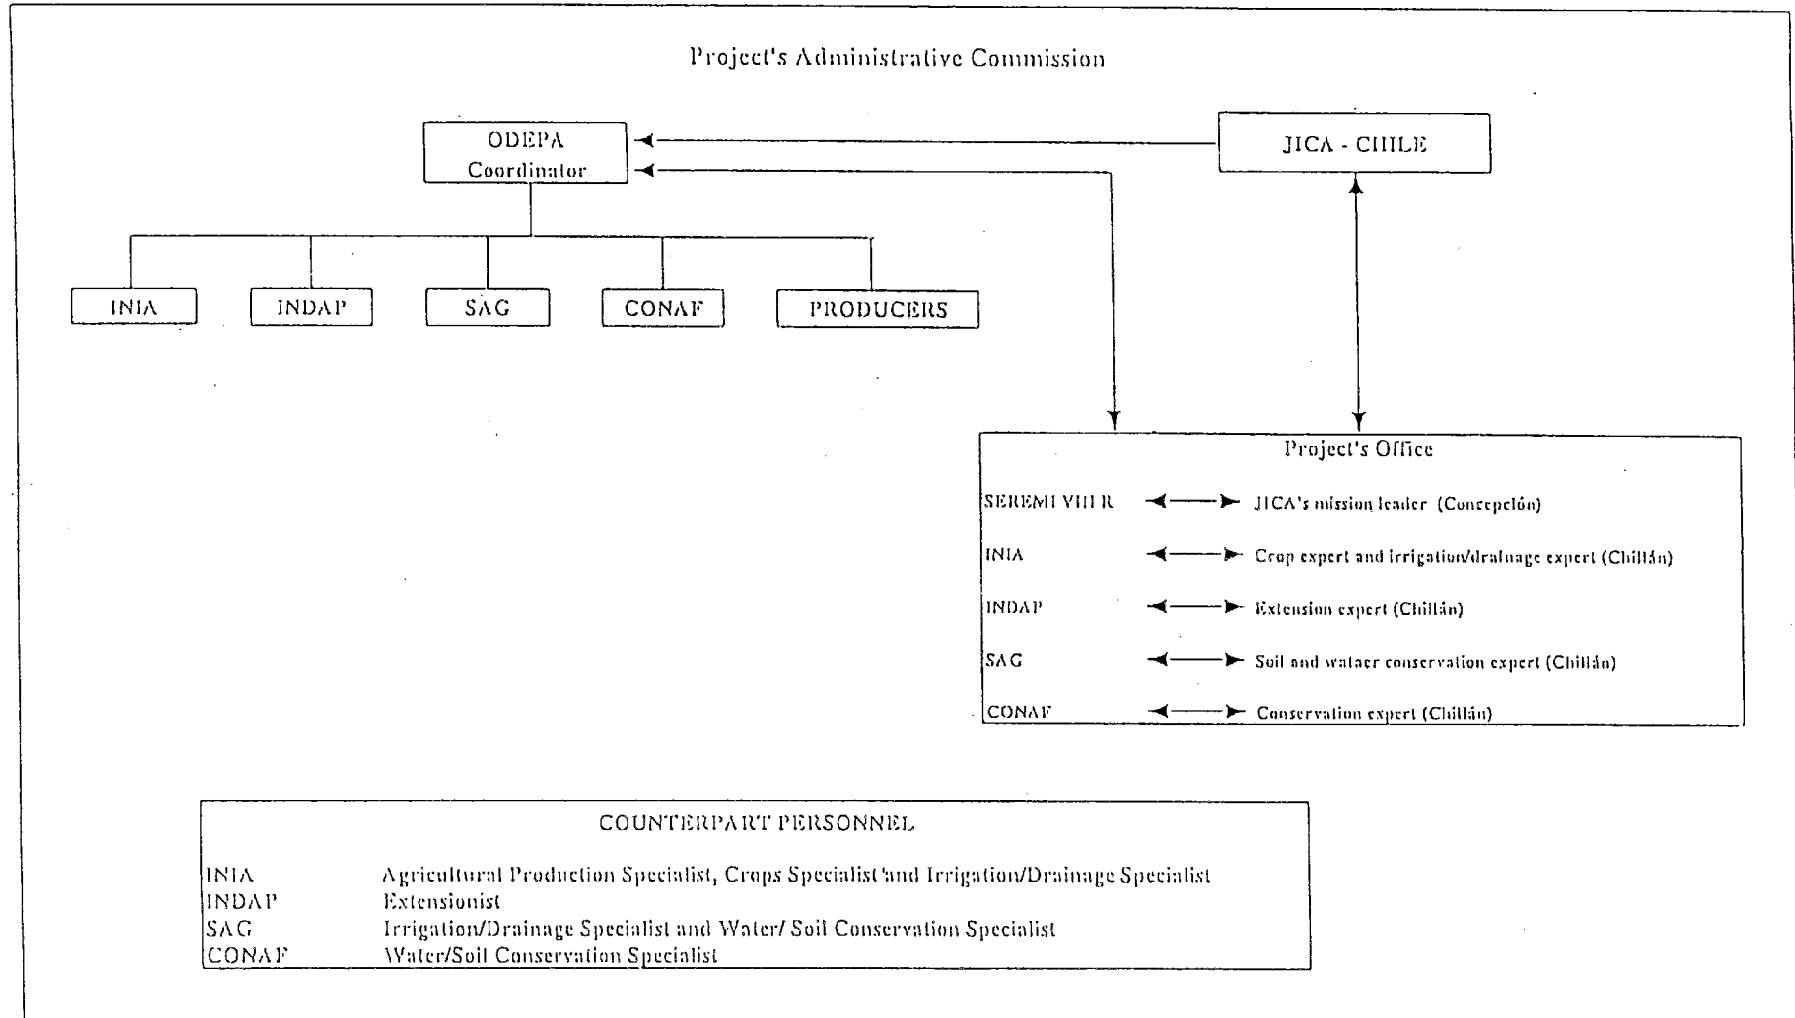 Project's Administrative Commission
ODEPA
Coordinator
JICA - CHILE
INIA
INDAP
SAG
CONAF
PRODUCERS
Project's Office
SEREMI VIII R JICA's mission leader (Concepción)
INIA Crop expert and irrigation/drainage expert (Chillán)
INDAP Extension expert (Chillán)
SAG Soil and wataer conservation expert (Chillán)
CONAF Conservation expert (Chillán)
COUNTERPART PERSONNEL
INIA Agricultural Production Specialist, Crops Specialist and Irrigation/Drainage Specialist
INDAP Extensionist
SAG Irrigation/Drainage Specialist and Water/ Soil Conservation Specialist
CONAF Water/Soil Conservation Specialist